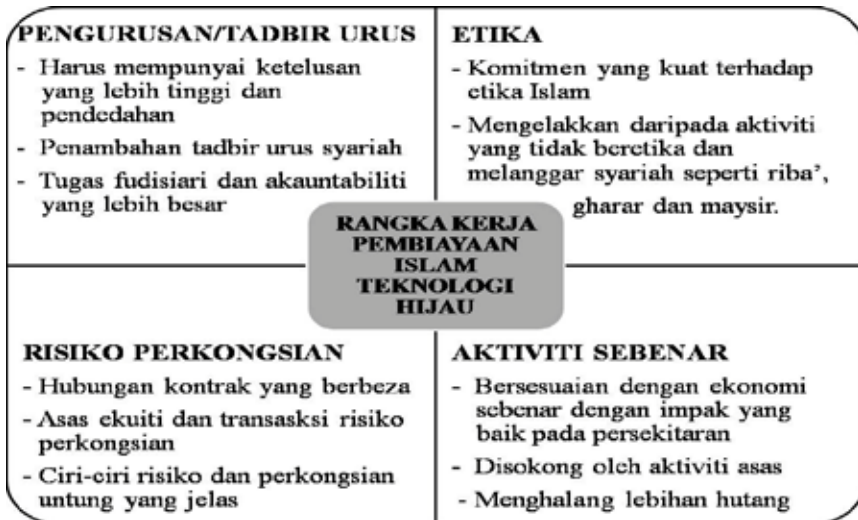 PENGURUSAN/TADBIR URUS
- Harus mempunyai ketelusan
yang lebih tinggi dan
pendedahan
- Penambahan tadbir urus syariah
- Tugas fudisiari dan akauntabiliti
yang lebih besar
ETIKA
- Komitmen yang kuat terhadap
etika Islam
- Mengelakkan daripada aktiviti
yang tidak beretika dan
melanggar syariah seperti riba’,
gharar dan maysir.
RANGKA KERJA
PEMBIAYAAN
ISLAM
TEKNOLOGI
HIJAU
RISIKO PERKONGSIAN
- Hubungan kontrak yang berbeza
- Asas ekuiti dan transasksi risiko
perkongsian
- Ciri-ciri risiko dan perkongsian
untung yang jelas
AKTIVITI SEBENAR
- Bersesuaian dengan ekonomi
sebenar dengan impak yang
baik pada persekitaran
- Disokong oleh aktiviti asas
- Menghalang lebihan hutang